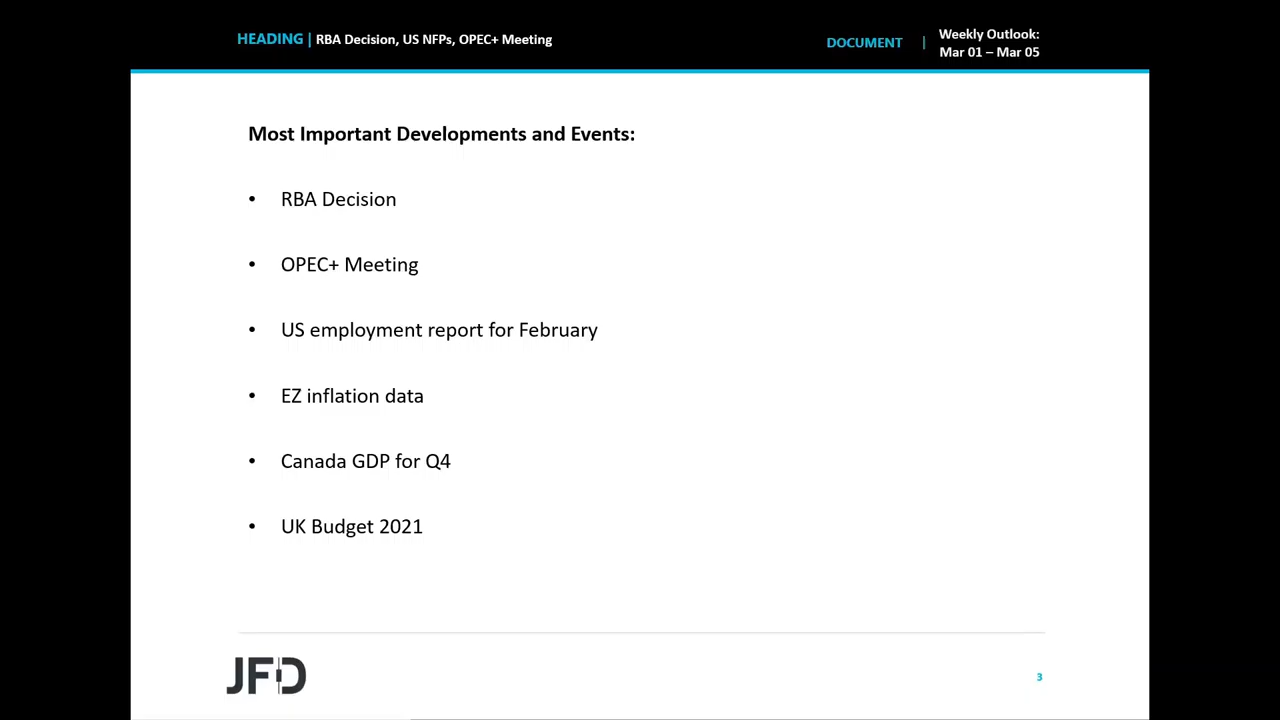 HEADING | RBA Decision, US NFPs, OPEC+ Meeting
DOCUMENT | Weekly Outlook:
Mar 01 – Mar 05
Most Important Developments and Events:
• RBA Decision
• OPEC+ Meeting
• US employment report for February
• EZ inflation data
• Canada GDP for Q4
• UK Budget 2021
JFD
3